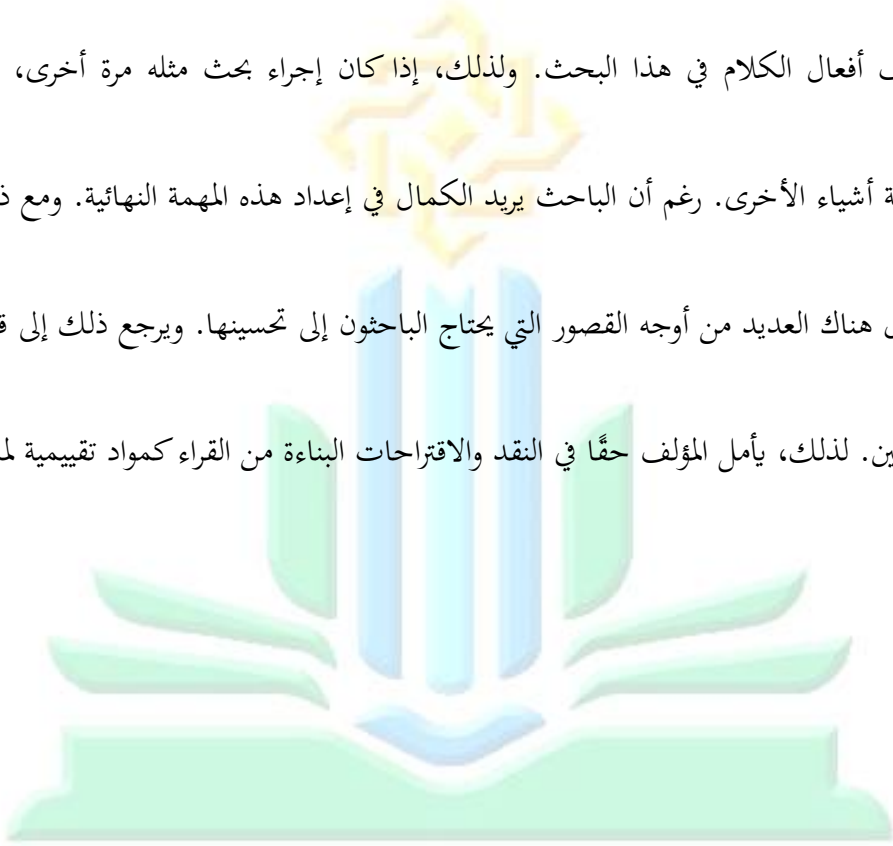 أفعال الكلام في هذا البحث. ولذلك، إذا كان إجراء بحث مثله مرة أخرى،
أشياء الأخرى. رغم أن الباحث يريد الكمال في إعداد هذه المهمة النهائية. ومع
هناك العديد من أوجه القصور التي يحتاج الباحثون إلى تحسينها. ويرجع ذلك إلى
لذلك، يأمل المؤلف حقًا في النقد والاقتراحات البناءة من القراء كمواد تقييمية